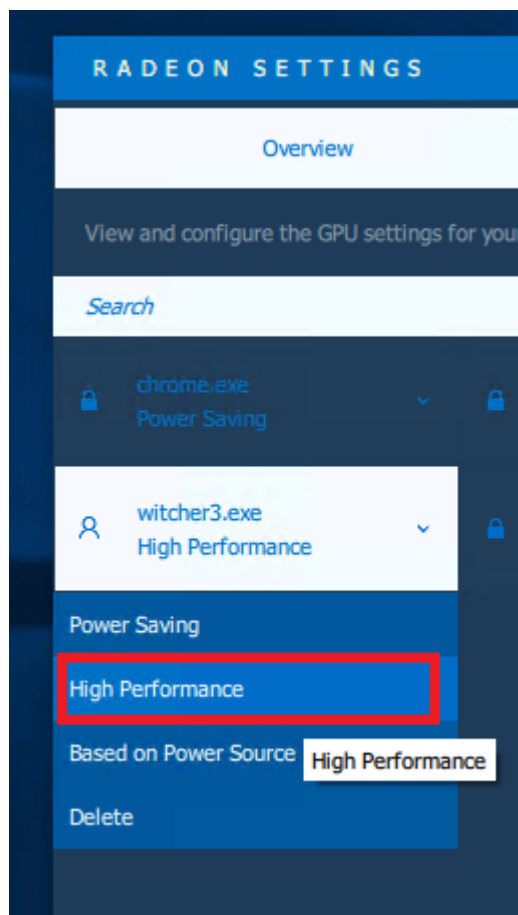 RADEON SETTINGS
Overview
View and configure the GPU settings for your
Search
chrome.exe
Power Saving
witcher3.exe
High Performance
Power Saving
High Performance
Based on Power Source
High Performance
Delete